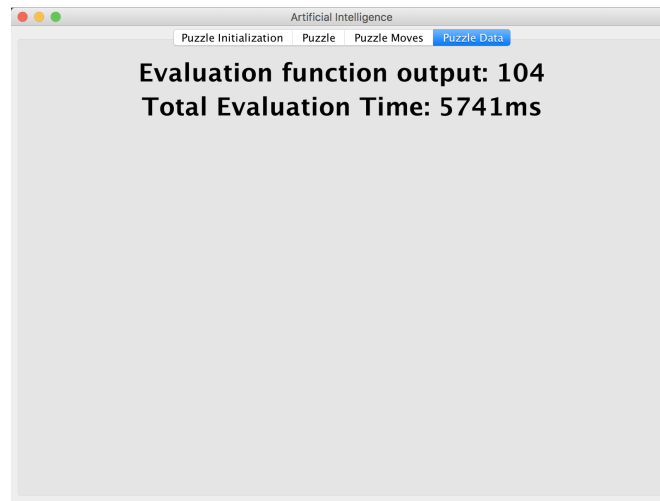 Artificial Intelligence
Puzzle Initialization Puzzle Puzzle Moves Puzzle Data
Evaluation function output: 104
Total Evaluation Time: 5741ms